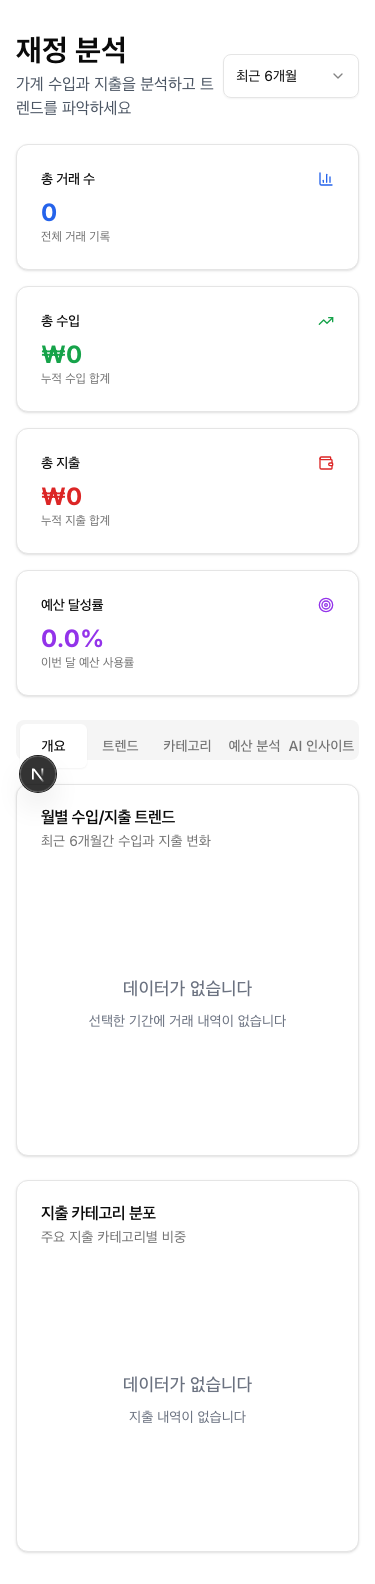 재정 분석
가계 수입과 지출을 분석하고 트
렌드를 파악하세요
최근 6개월
총 거래 수
0
전체 거래 기록
총 수입
₩0
누적 수입 합계
총 지출
₩0
누적 지출 합계
예산 달성률
0.0%
이번 달 예산 사용률
개요 트렌드 카테고리 예산 분석 AI 인사이트
N
월별 수입/지출 트렌드
최근 6개월간 수입과 지출 변화
데이터가 없습니다
선택한 기간에 거래 내역이 없습니다
지출 카테고리 분포
주요 지출 카테고리별 비중
데이터가 없습니다
지출 내역이 없습니다